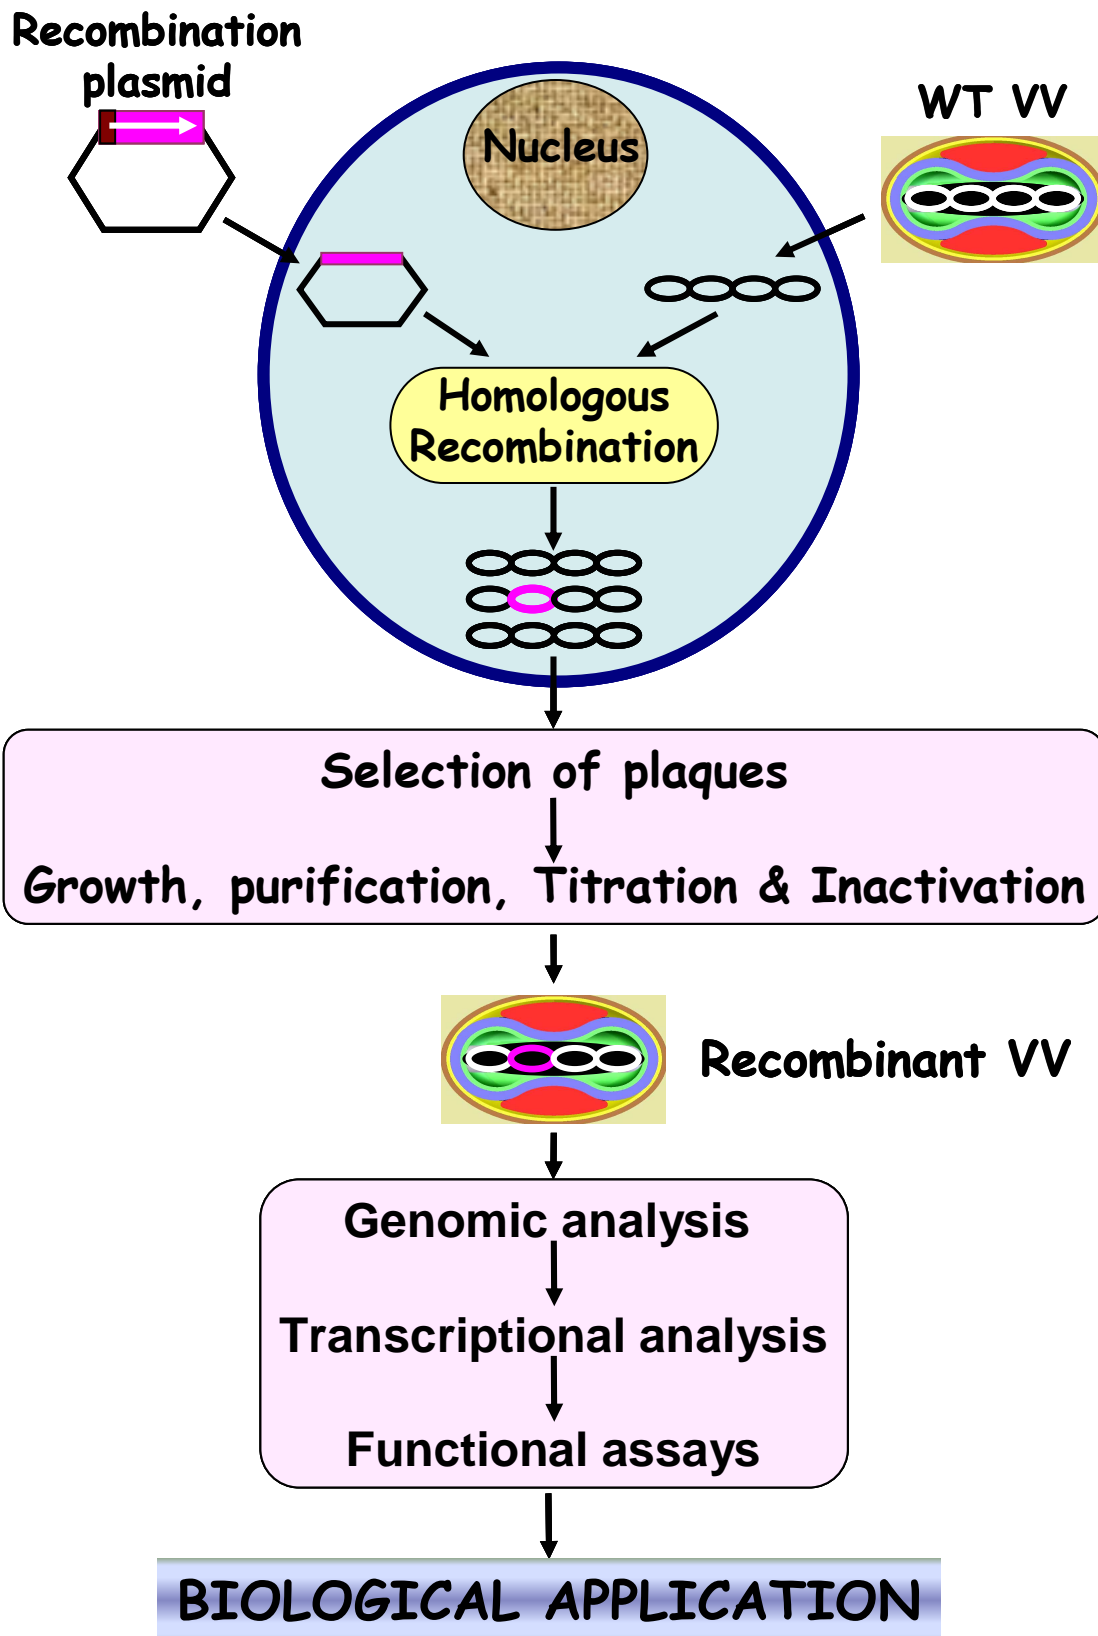 Recombination
plasmid
Nucleus
WT VV
Homologous
Recombination
Selection of plaques
Growth, purification, Titration & Inactivation
Recombinant VV
Genomic analysis
Transcriptional analysis
Functional assays
BIOLOGICAL APPLICATION